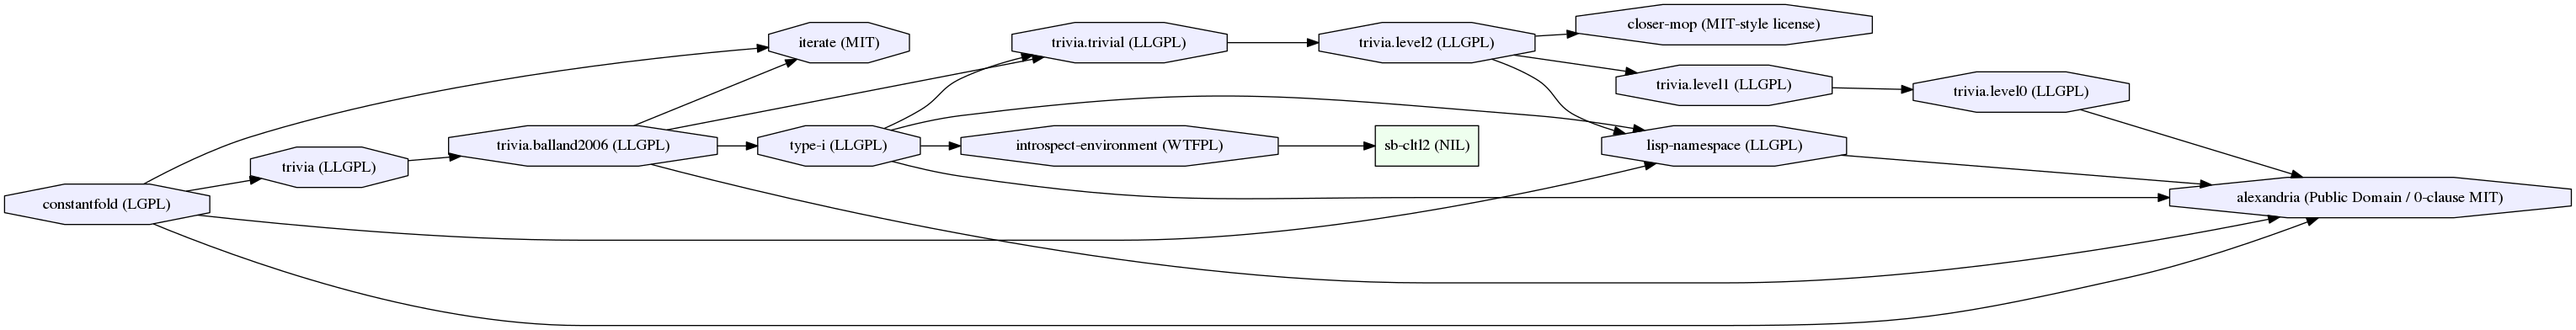 closer-mop (MIT-style license)
iterate (MIT)
trivia.trivial (LLGPL)
trivia.level2 (LLGPL)
trivia.level1 (LLGPL)
trivia.level0 (LLGPL)
trivia.balland2006 (LLGPL)
type-i (LLGPL)
introspect-environment (WTFPL)
sb-cltl2 (NIL)
lisp-namespace (LLGPL)
trivia (LLGPL)
constantfold (LGPL)
alexandria (Public Domain / 0-clause MIT)